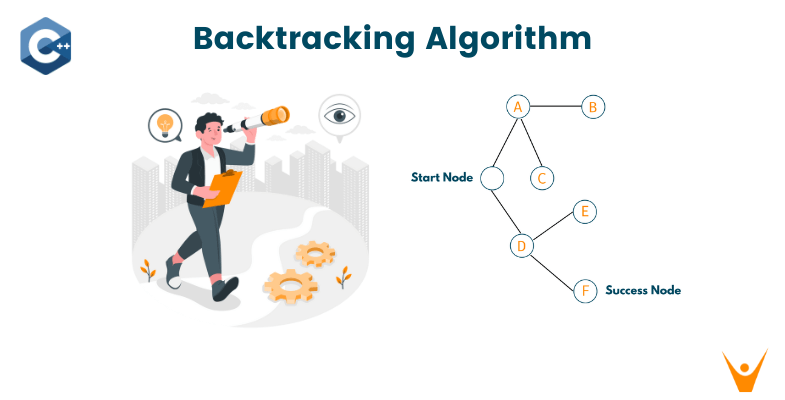 C++
Backtracking Algorithm
A
B
Start Node
C
E
D
F
Success Node